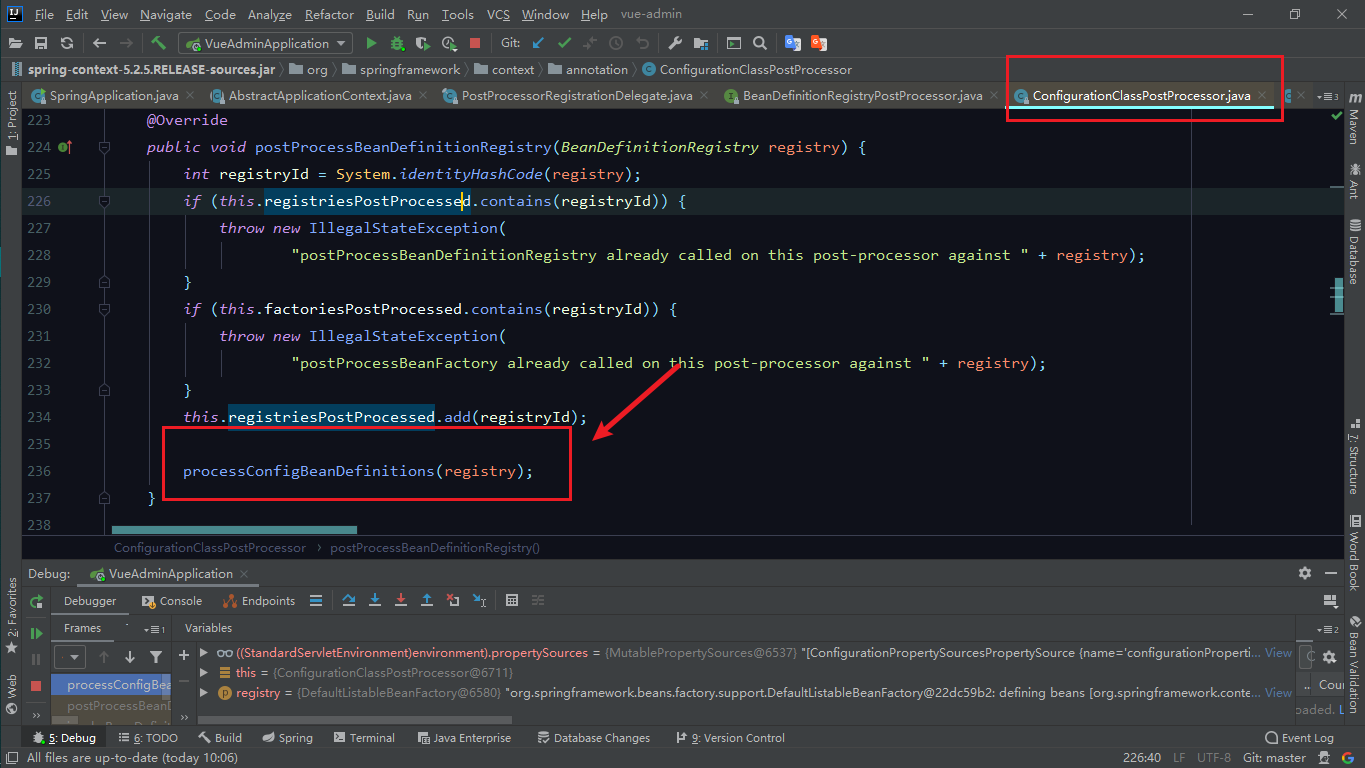 File Edit View Navigate Code Analyze Refactor Build Run Tools VCS Window Help vue-admin
VueAdminApplication Git:
spring-context-5.2.5.RELEASE-sources.jar org springframework context annotation ConfigurationClassPostProcessor
SpringApplication.java AbstractApplicationContext.java PostProcessorRegistrationDelegate.java BeanDefinitionRegistryPostProcessor.java ConfigurationClassPostProcessor.java 3
223 @Override
224 public void postProcessBeanDefinitionRegistry(BeanDefinitionRegistry registry) {
225 int registryId = System.identityHashCode(registry);
226 if (this.registriesPostProcessed.contains(registryId)) {
227 throw new IllegalStateException(
228 "postProcessBeanDefinitionRegistry already called on this post-processor against " + registry);
229 }
230 if (this.factoriesPostProcessed.contains(registryId)) {
231 throw new IllegalStateException(
232 "postProcessBeanFactory already called on this post-processor against " + registry);
233 }
234 this.registriesPostProcessed.add(registryId);
235
236 processConfigBeanDefinitions(registry);
237 }
238
ConfigurationClassPostProcessor › postProcessBeanDefinitionRegistry()
1: Project
2: Favorites
Web
Maven
Ant
Database
7: Structure
Word Book
Bean Validation
Debug: VueAdminApplication
Debugger Console Endpoints
Frames 1 Variables 2
((StandardServletEnvironment)environment).propertySources = {MutablePropertySources@6537} "[ConfigurationPropertySourcesPropertySource {name='configurationProperti... View
this = {ConfigurationClassPostProcessor@6711}
registry = {DefaultListableBeanFactory@6580} "org.springframework.beans.factory.support.DefaultListableBeanFactory@22dc59b2: defining beans [org.springframework.conte... View
processConfigBea
postProcessBeanD
.. Cour
oaded. L
5: Debug 6: TODO Build Spring Terminal Java Enterprise Database Changes 9: Version Control Event Log
All files are up-to-date (today 10:06) 226:40 LF UTF-8 Git: master